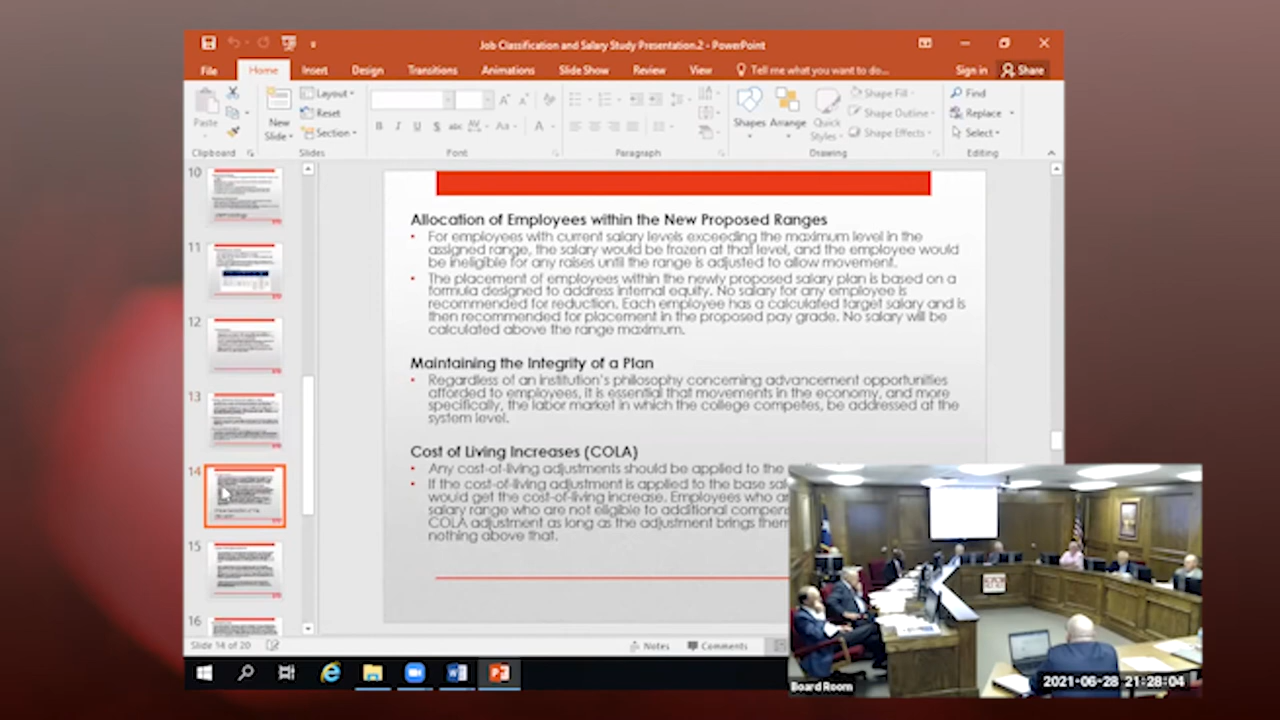 Job Classification and Salary Study Presentation.2 - PowerPoint
File Home Insert Design Transitions Animations Slide Show Review View Tell me what you want to do... Sign in Share
Paste
New
Slide
Layout
Reset
Section
Shapes
Arrange
Quick
Styles
Shape Fill
Shape Outline
Shape Effects
Find
Replace
Select
Clipboard Slides Font Paragraph Drawing Editing
10
11
12
13
14
15
16
Allocation of Employees within the New Proposed Ranges
• For employees with current salary levels exceeding the maximum level in the
assigned range, the salary would be frozen at that level, and the employee would
be ineligible for any raises until the range is adjusted to allow movement.
• The placement of employees within the newly proposed salary plan is based on a
formula designed to address internal equity. No salary for any employee is
recommended for reduction. Each employee has a calculated target salary and is
then recommended for placement in the proposed pay grade. No salary will be
calculated above the range maximum.
Maintaining the Integrity of a Plan
• Regardless of an institution's philosophy concerning advancement opportunities
afforded to employees, it is essential that movements in the economy, and more
specifically, the labor market in which the college competes, be addressed at the
system level.
Cost of Living Increases (COLA)
• Any cost-of-living adjustments should be applied to the
• If the cost-of-living adjustment is applied to the base
would get the cost-of-living increase. Employees who
salary range who are not eligible to additional
COLA adjustment as long as the adjustment brings
nothing above that.
Slide 14 of 20
Notes
Comments
Board Room
2021-06-28 21:28:04